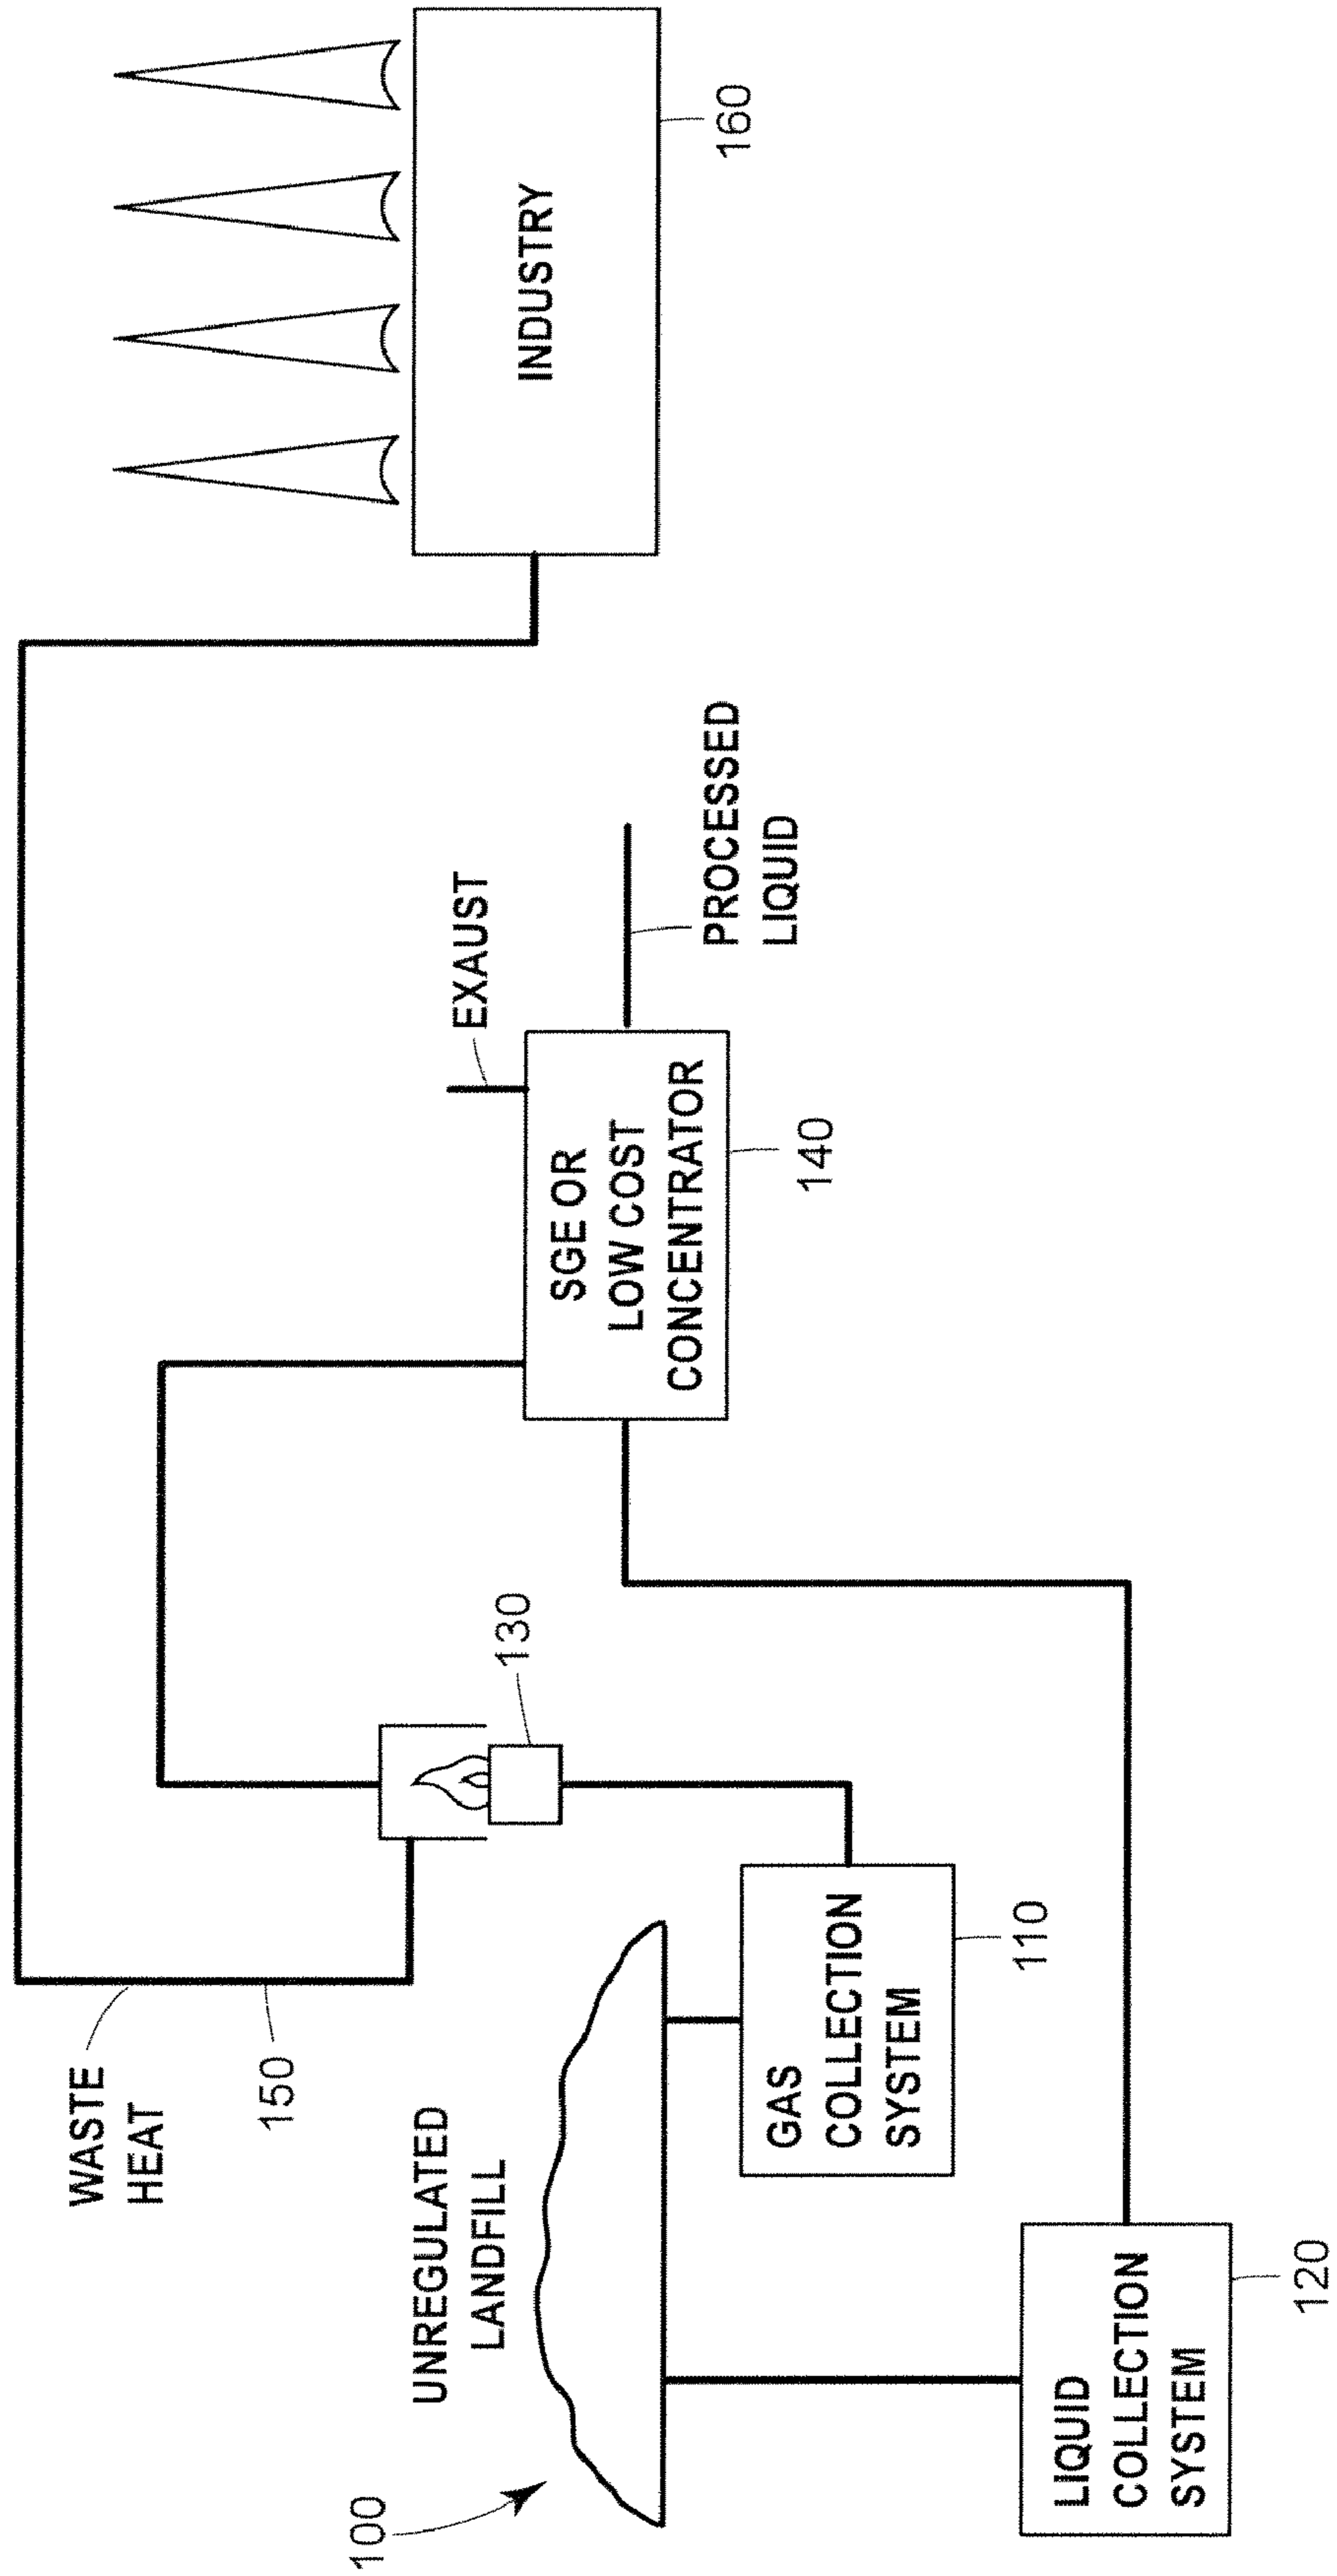 WASTE
HEAT
150
UNREGULATED
LANDFILL
100
130
GAS
COLLECTION
SYSTEM
110
LIQUID
COLLECTION
SYSTEM
120
EXAUST
SGE OR
LOW COST
CONCENTRATOR
140
PROCESSED
LIQUID
INDUSTRY
160